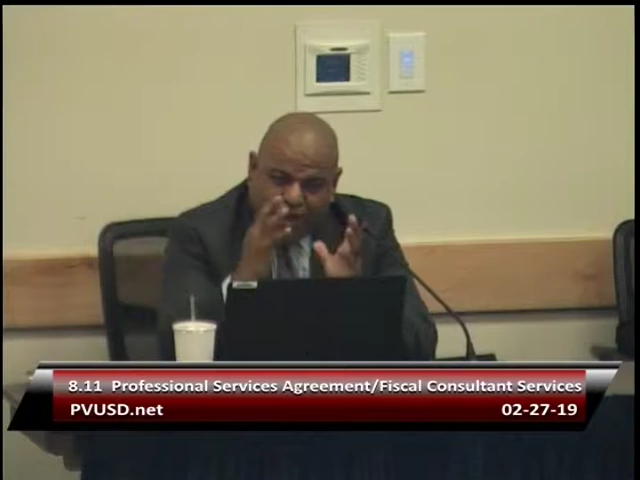 8.11 Professional Services Agreement/Fiscal Consultant Services
PVUSD.net 02-27-19